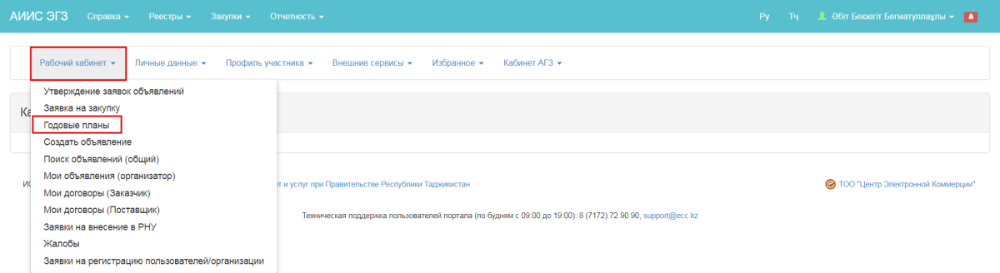 АИИС ЭГЗ Справка Реестры Закупки Отчетность Ру Тҷ Әбіт Бекжігіт Бегматуллаұлы
Рабочий кабинет Личные данные Профиль участника Внешние сервисы Избранное Кабинет АГЗ
Утверждение заявок объявлений
Заявка на закупку
Ка
Годовые планы
Создать объявление
Поиск объявлений (общий)
Мои объявления (организатор)
ИС
т и услуг при Правительстве Республики Таджикистан ТОО "Центр Электронной Коммерции"
Мои договоры (Заказчик)
Мои договоры (Поставщик)
Техническая поддержка пользователей портала (по будням с 09:00 до 19:00): 8 (7172) 72 90 90, support@ecc.kz
Заявки на внесение в РНУ
Жалобы
Заявки на регистрацию пользователей/организации